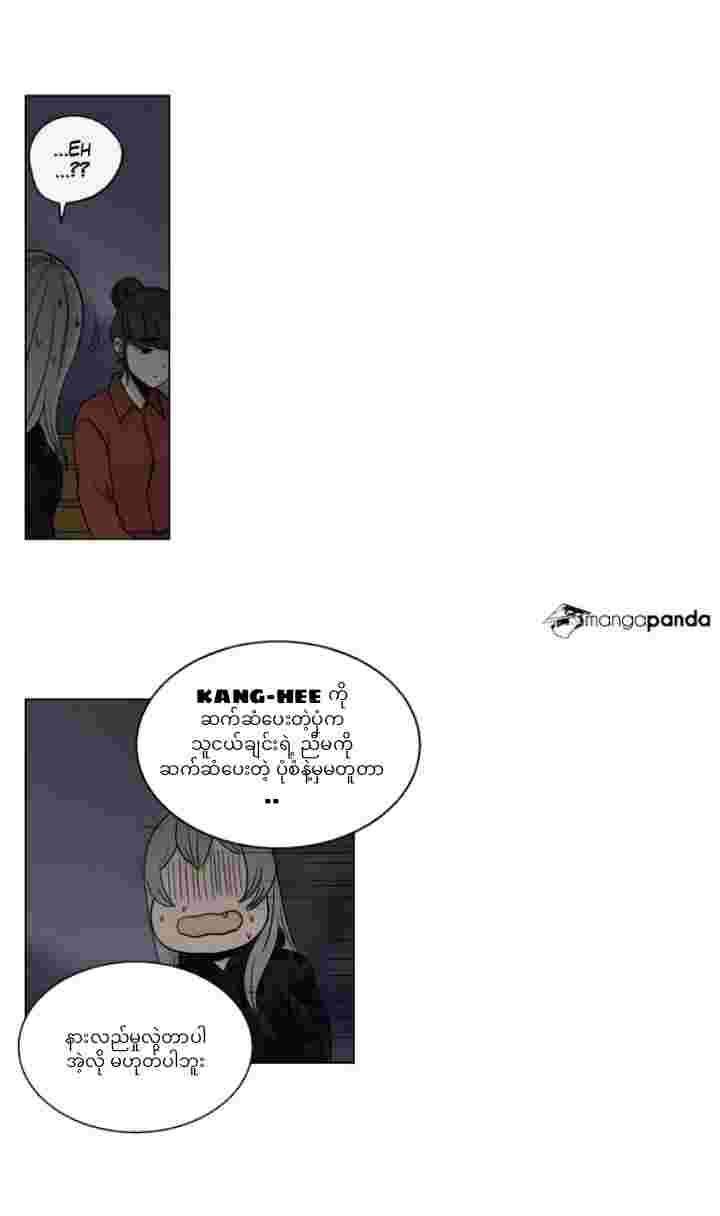 ...EH
...??
mangapanda
KANG-HEE ကို
ဆက်ဆံပေးတဲ့ပုံက
သူငယ်ချင်းရဲ့ ညီမကို
ဆက်ဆံပေးတဲ့ ပုံစံနဲ့မှမတူတာ
..
နားလည်မှုလွဲတာပါ
အဲ့လို မဟုတ်ပါဘူး